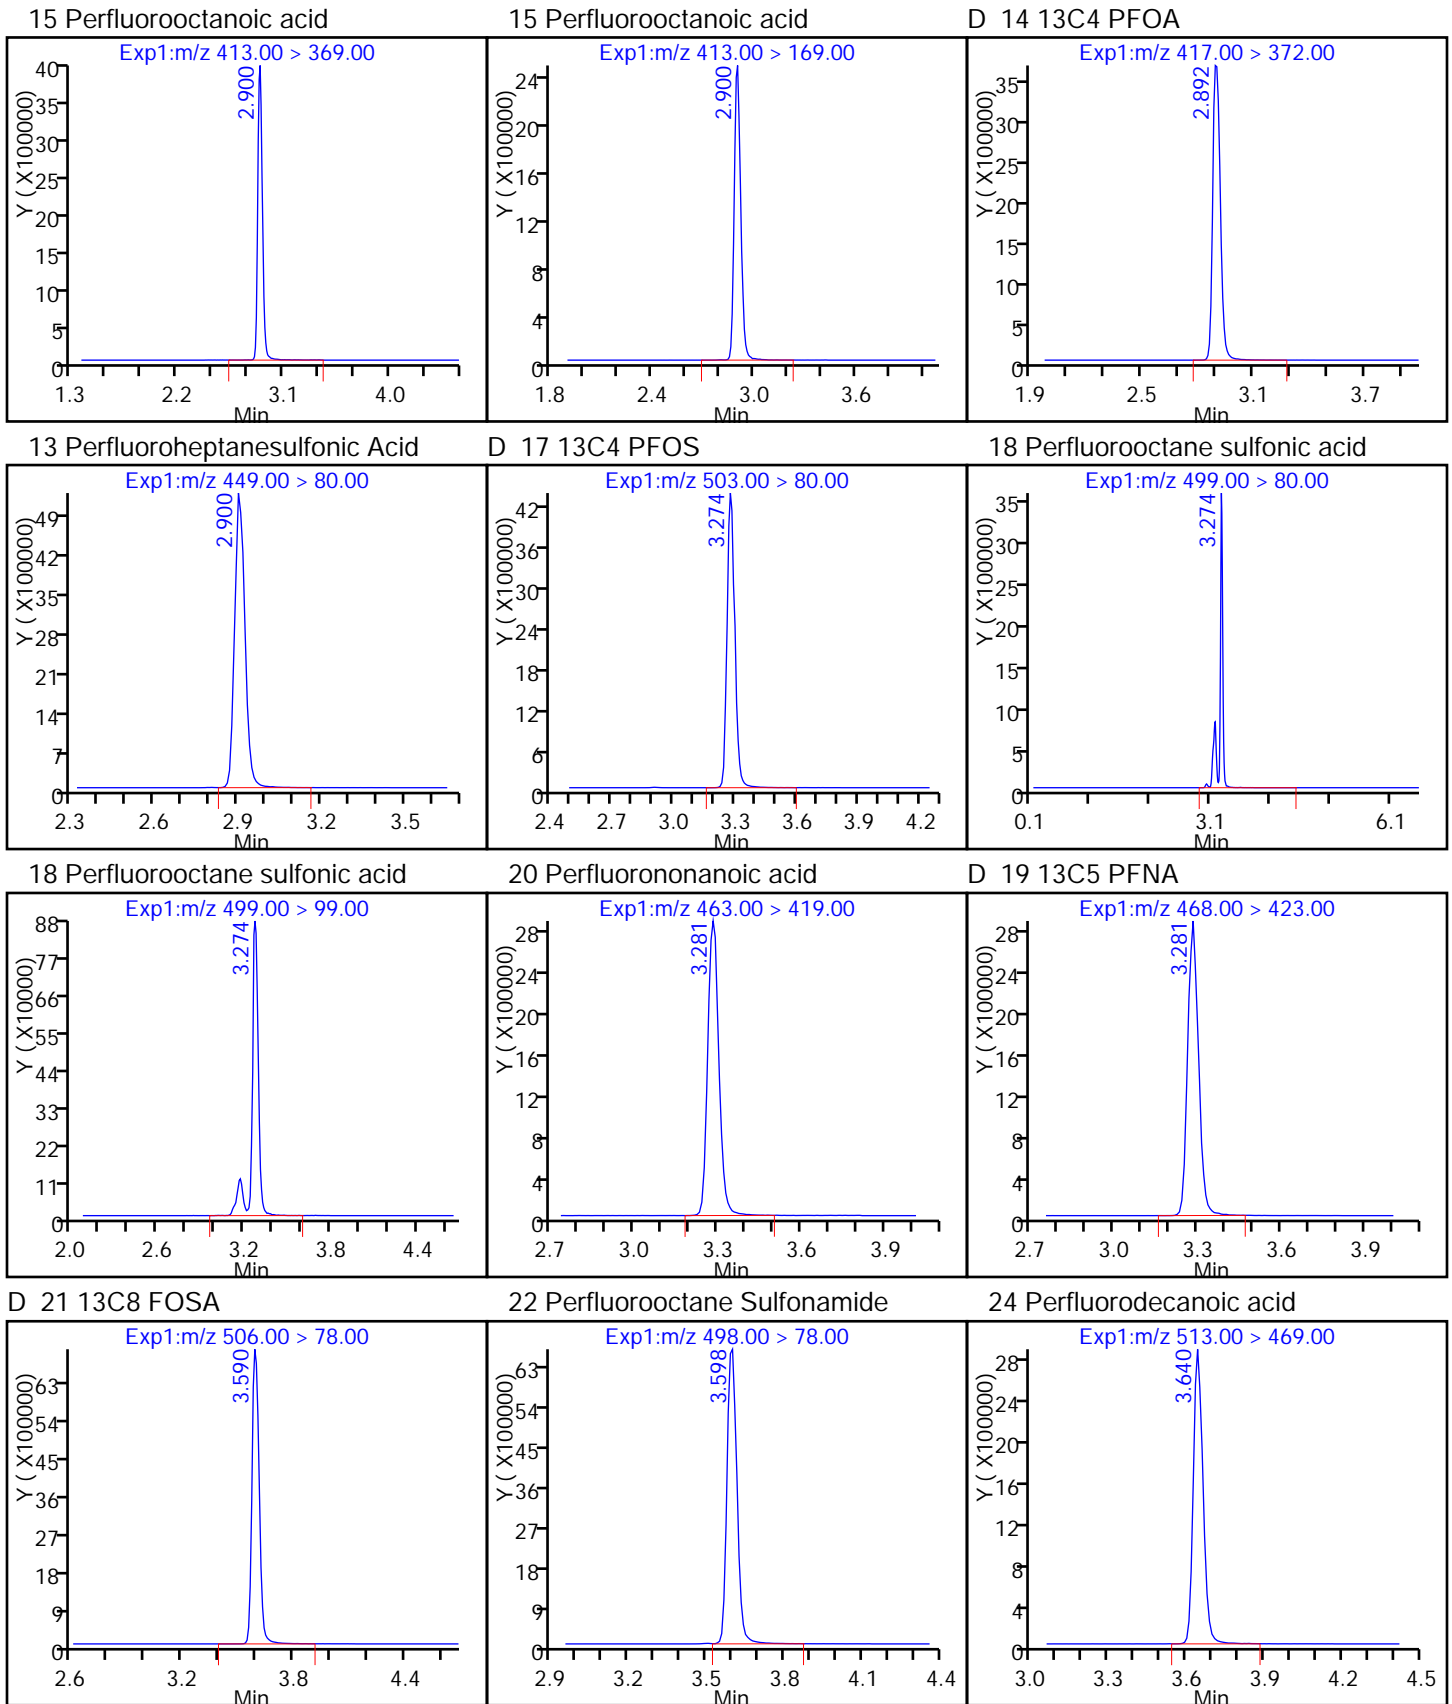 15 Perfluorooctanoic acid
Exp1:m/z 413.00 > 369.00
2.900
Y ( X100000)
40
35
30
25
20
15
10
5
0
1.3 2.2 3.1 4.0
Min
15 Perfluorooctanoic acid
Exp1:m/z 413.00 > 169.00
2.900
Y ( X100000)
24
20
16
12
8
4
0
1.8 2.4 3.0 3.6
Min
D 14 13C4 PFOA
Exp1:m/z 417.00 > 372.00
2.892
Y ( X100000)
35
30
25
20
15
10
5
0
1.9 2.5 3.1 3.7
Min
13 Perfluoroheptanesulfonic Acid
Exp1:m/z 449.00 > 80.00
2.900
Y ( X100000)
49
42
35
28
21
14
7
0
2.3 2.6 2.9 3.2 3.5
Min
D 17 13C4 PFOS
Exp1:m/z 503.00 > 80.00
3.274
Y ( X100000)
42
36
30
24
18
12
6
0
2.4 2.7 3.0 3.3 3.6 3.9 4.2
Min
18 Perfluorooctane sulfonic acid
Exp1:m/z 499.00 > 80.00
3.274
Y ( X100000)
35
30
25
20
15
10
5
0
0.1 3.1 6.1
Min
18 Perfluorooctane sulfonic acid
Exp1:m/z 499.00 > 99.00
3.274
Y ( X10000)
88
77
66
55
44
33
22
11
0
2.0 2.6 3.2 3.8 4.4
Min
20 Perfluorononanoic acid
Exp1:m/z 463.00 > 419.00
3.281
Y ( X100000)
28
24
20
16
12
8
4
0
2.7 3.0 3.3 3.6 3.9
Min
D 19 13C5 PFNA
Exp1:m/z 468.00 > 423.00
3.281
Y ( X100000)
28
24
20
16
12
8
4
0
2.7 3.0 3.3 3.6 3.9
Min
D 21 13C8 FOSA
Exp1:m/z 506.00 > 78.00
3.590
Y ( X100000)
63
54
45
36
27
18
9
0
2.6 3.2 3.8 4.4
Min
22 Perfluorooctane Sulfonamide
Exp1:m/z 498.00 > 78.00
3.598
Y ( X100000)
63
54
45
36
27
18
9
0
2.9 3.2 3.5 3.8 4.1 4.4
Min
24 Perfluorodecanoic acid
Exp1:m/z 513.00 > 469.00
3.640
Y ( X100000)
28
24
20
16
12
8
4
0
3.0 3.3 3.6 3.9 4.2 4.5
Min